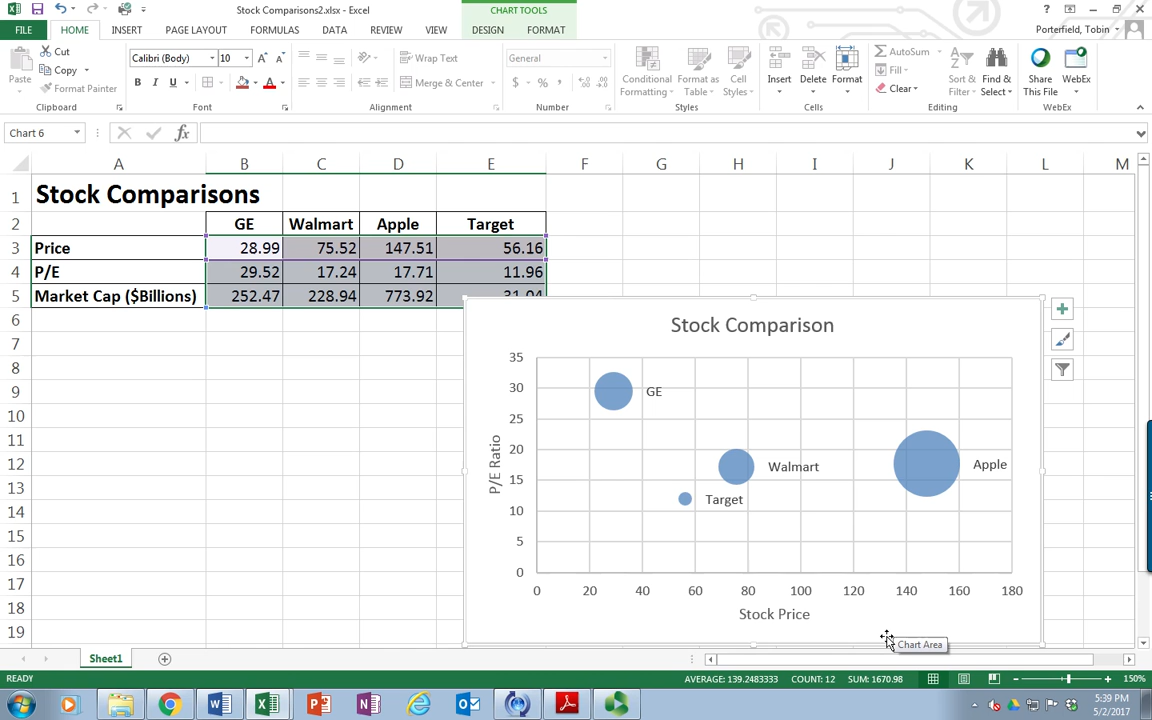 Stock Comparisons2.xlsx - Excel
CHART TOOLS
? 
FILE HOME INSERT PAGE LAYOUT FORMULAS DATA REVIEW VIEW DESIGN FORMAT Porterfield, Tobin
Paste
Cut
Copy
Format Painter
Clipboard
Calibri (Body) 10
B I U
Font
Wrap Text
Merge & Center
Alignment
General
$ % ,
Number
Conditional Formatting
Format as Table
Cell Styles
Styles
Insert
Delete
Format
Cells
AutoSum
Fill
Clear
Sort & Filter
Find & Select
Editing
Share This File
WebEx
WebEx
Chart 6 fx
A B C D E F G H I J K L M
1 Stock Comparisons
2 GE Walmart Apple Target
3 Price 28.99 75.52 147.51 56.16
4 P/E 29.52 17.24 17.71 11.96
5 Market Cap ($Billions) 252.47 228.94 773.92 31.04
6
7
8
9
10
11
12
13
14
15
16
17
18
19
Stock Comparison
35
30
25
20
15
10
5
0
P/E Ratio
GE
Walmart
Apple
Target
0 20 40 60 80 100 120 140 160 180
Stock Price
Chart Area
Sheet1
READY AVERAGE: 139.2483333 COUNT: 12 SUM: 1670.98 150%
5:39 PM
5/2/2017